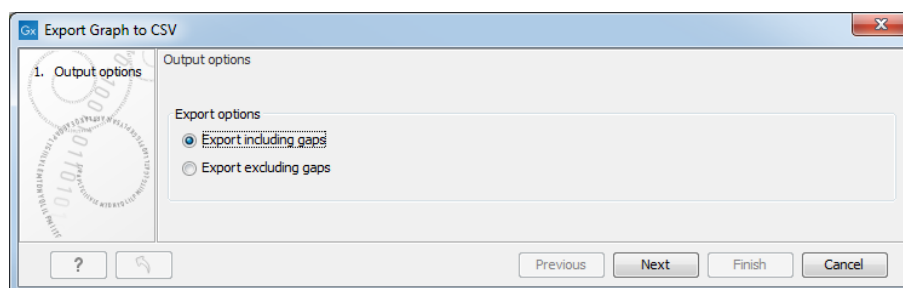 Gx Export Graph to CSV
1. Output options
Output options
Export options
Export including gaps
Export excluding gaps
?
Previous
Next
Finish
Cancel